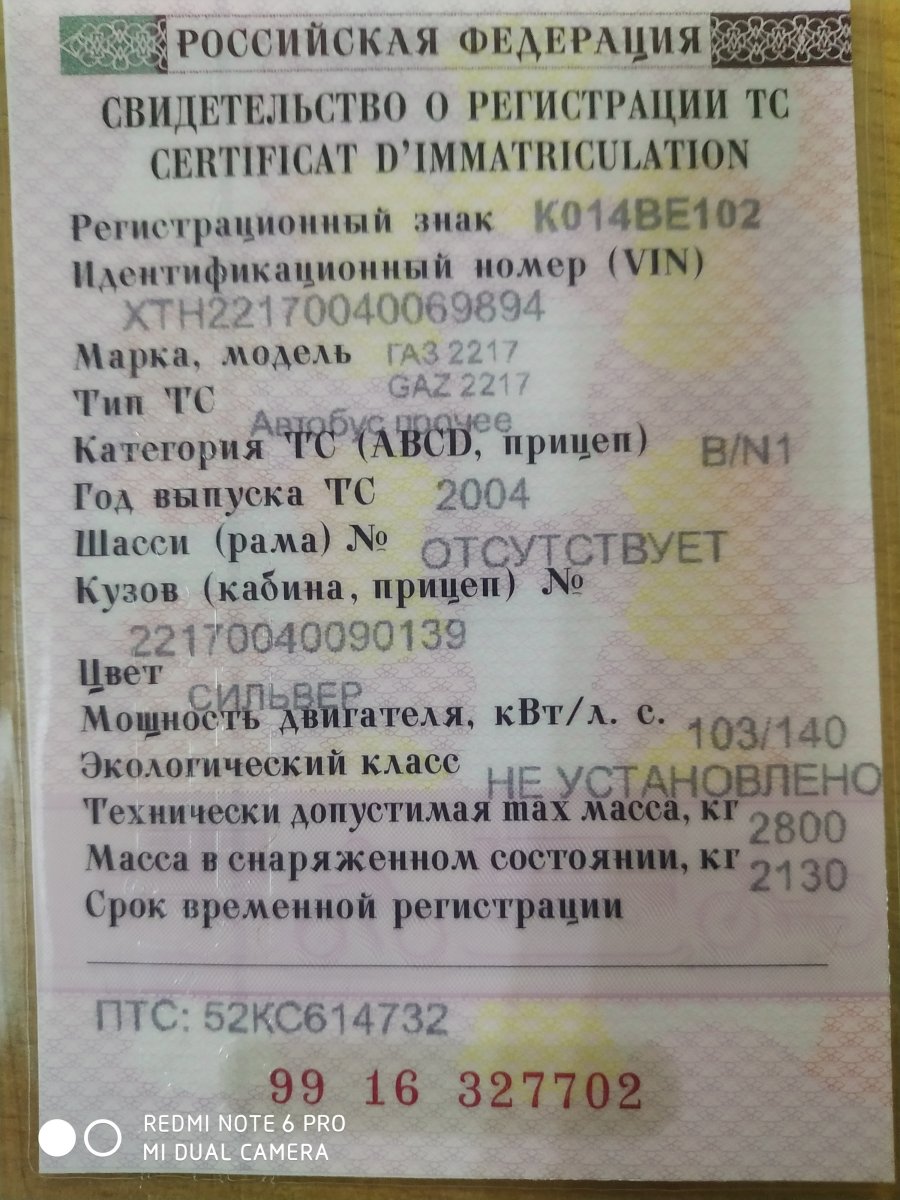 РОССИЙСКАЯ ФЕДЕРАЦИЯ
СВИДЕТЕЛЬСТВО О РЕГИСТРАЦИИ ТС
CERTIFICAT D'IMMATRICULATION
Регистрационный знак К014ВЕ102
Идентификационный номер (VIN)
ХТН22170040069894
Марка, модель ГАЗ 2217
GAZ 2217
Тип ТС
Автобус прочее
Категория ТС (ABCD, прицеп) B/N1
Год выпуска ТС 2004
Шасси (рама) № ОТСУТСТВУЕТ
Кузов (кабина, прицеп) №
22170040090139
Цвет
СИЛЬВЕР
Мощность двигателя, кВт/л. с. 103/140
Экологический класс НЕ УСТАНОВЛЕНО
Технически допустимая max масса, кг 2800
Масса в снаряженном состоянии, кг 2130
Срок временной регистрации
ПТС: 52КС614732
99 16 327702
REDMI NOTE 6 PRO
MI DUAL CAMERA